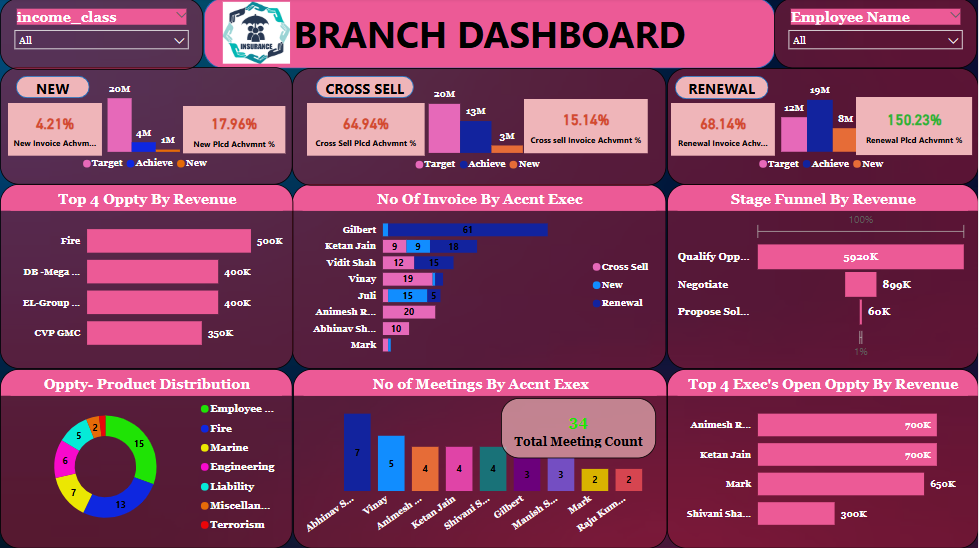 income_class
All
INSURANCE
BRANCH DASHBOARD
Employee Name
All
NEW
4.21%
New Invoice Achvm...
20M
4M
1M
17.96%
New Plcd Achvmnt %
Target Achieve New
CROSS SELL
64.94%
Cross Sell Plcd Achvmnt %
20M
13M
3M
15.14%
Cross sell Invoice Achvmnt %
Target Achieve New
RENEWAL
68.14%
Renewal Invoice Achv...
12M
19M
8M
150.23%
Renewal Plcd Achvmnt %
Target Achieve New
Top 4 Oppty By Revenue
Fire 500K
DB -Mega ... 400K
EL-Group ... 400K
CVP GMC 350K
No Of Invoice By Accnt Exec
Gilbert 61
Ketan Jain 9 9 18
Vidit Shah 12 15
Vinay 19
Juli 15 5
Animesh R... 20
Abhinav Sh... 10
Mark
Cross Sell
New
Renewal
Stage Funnel By Revenue
100%
Qualify Opp... 5920K
Negotiate 899K
Propose Sol... 60K
1%
Oppty- Product Distribution
15
13
7
6
5
2
Employee ...
Fire
Marine
Engineering
Liability
Miscellan...
Terrorism
No of Meetings By Accnt Exex
34
Total Meeting Count
7 5 4 4 4 3 3 2 2
Abhinav S... Vinay Animesh ... Ketan Jain Shivani S... Gilbert Manish S... Mark Raju Kum...
Top 4 Exec's Open Oppty By Revenue
Animesh R... 700K
Ketan Jain 700K
Mark 650K
Shivani Sha... 300K